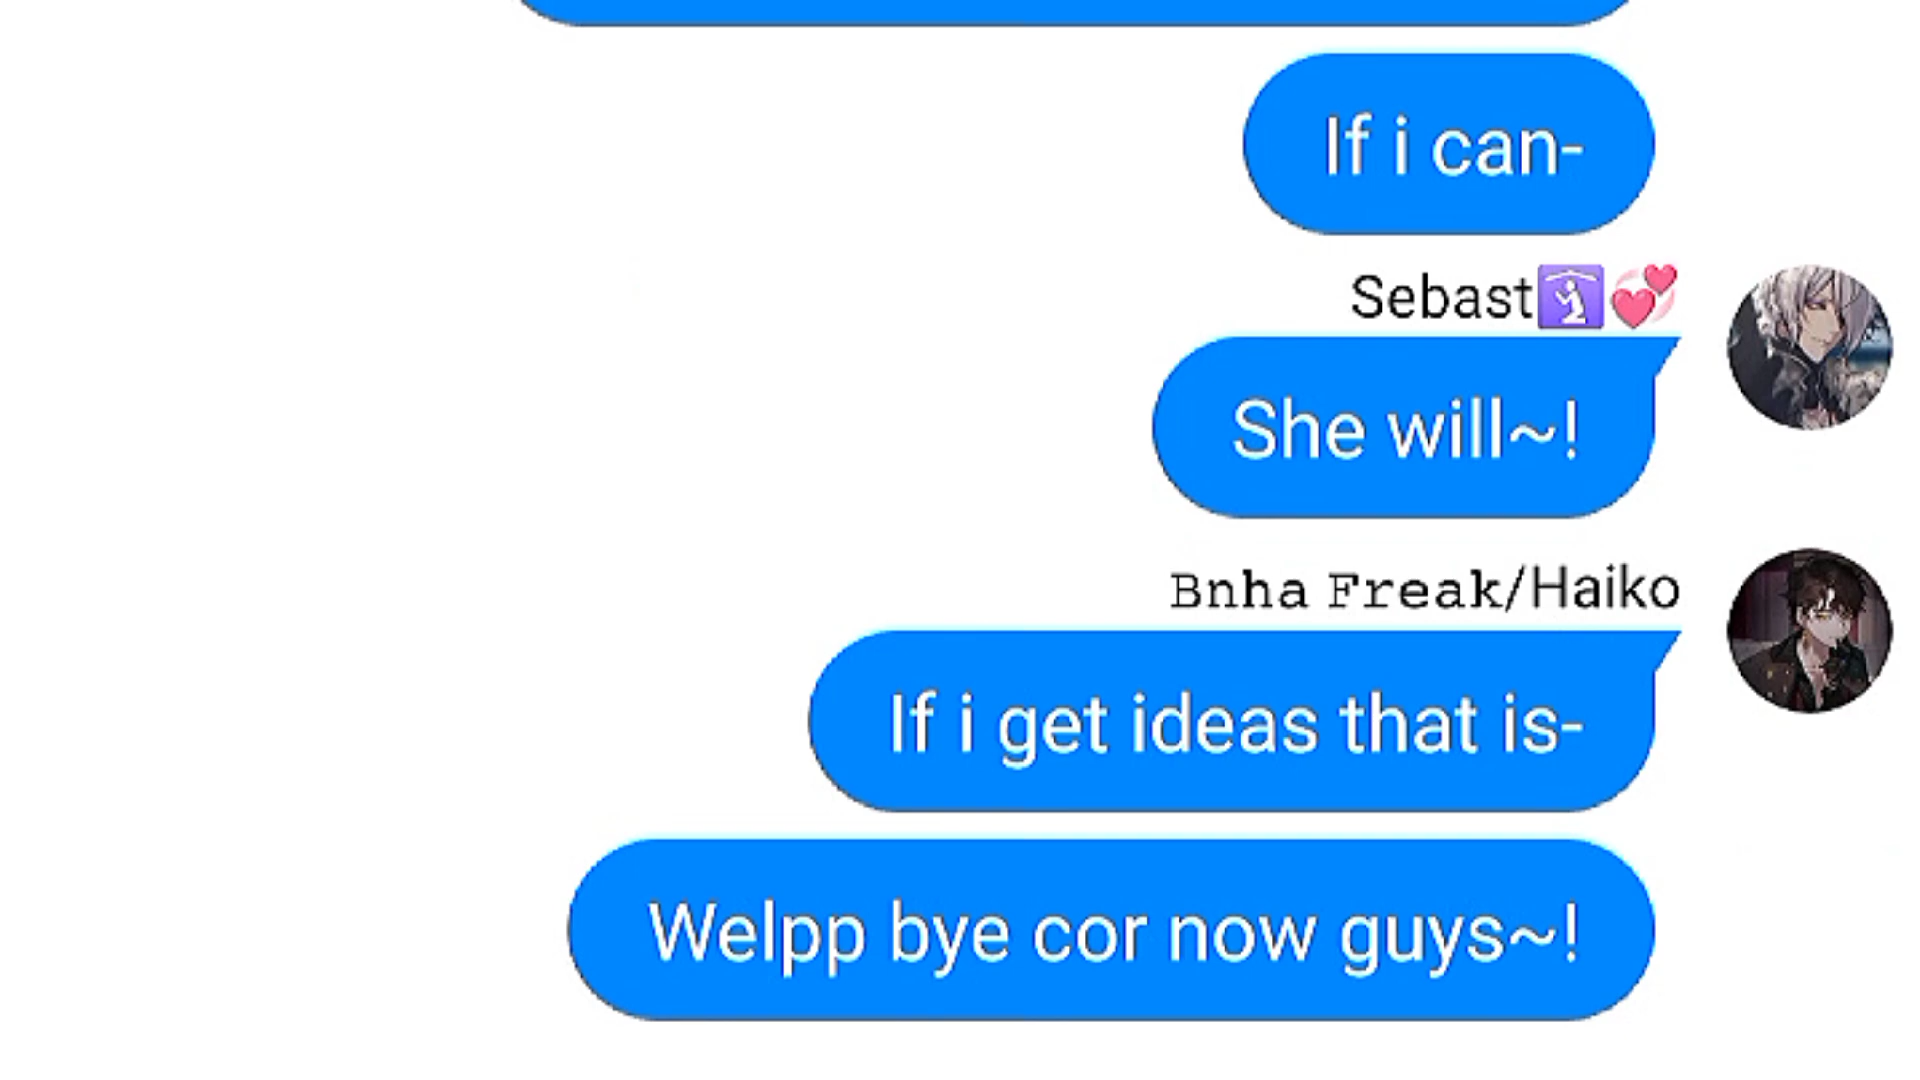 If i can-
Sebast🛐💞
She will~!
𝙱𝚗𝚑𝚊 𝙵𝚛𝚎𝚊𝚔/Haiko
If i get ideas that is-
Welpp bye cor now guys~!